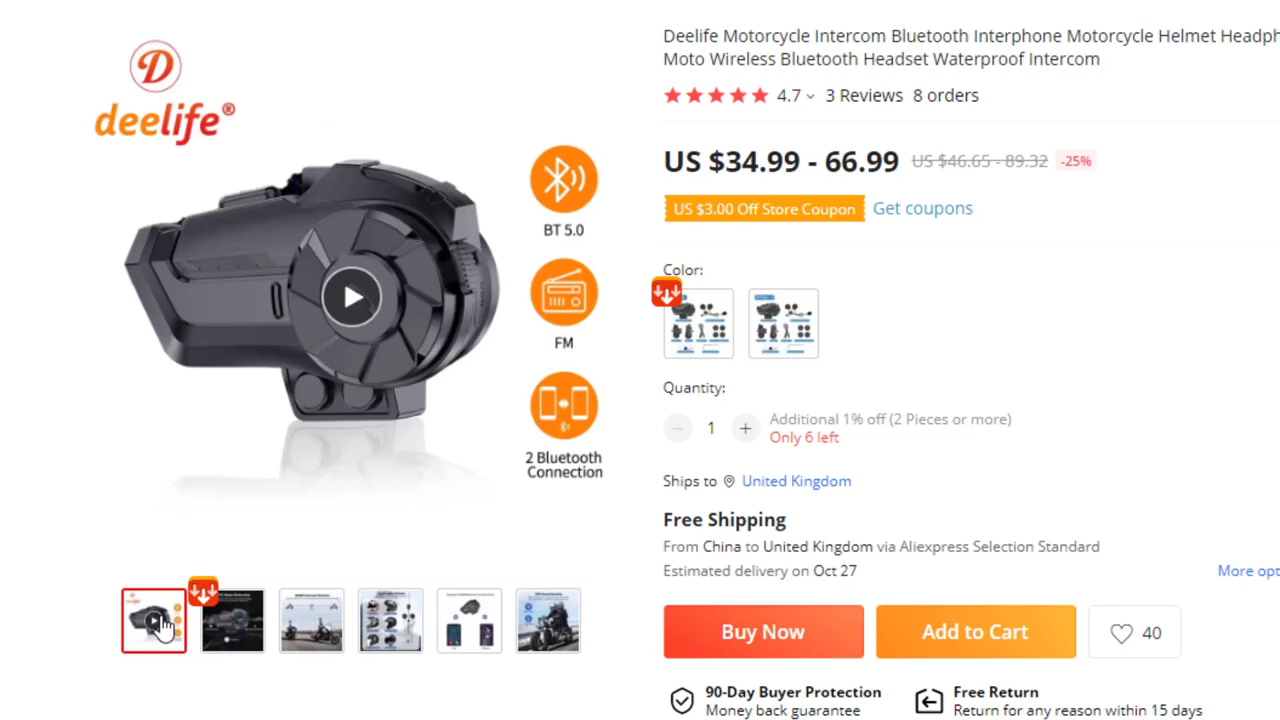 D
deelife®
BT 5.0
FM
2 Bluetooth
Connection
Deelife Motorcycle Intercom Bluetooth Interphone Motorcycle Helmet Headph
Moto Wireless Bluetooth Headset Waterproof Intercom
4.7 3 Reviews 8 orders
US $34.99 - 66.99 US $46.65 - 89.32 -25%
US $3.00 Off Store Coupon Get coupons
Color:
Quantity:
1
Additional 1% off (2 Pieces or more)
Only 6 left
Ships to United Kingdom
Free Shipping
From China to United Kingdom via Aliexpress Selection Standard
Estimated delivery on Oct 27 More opt
Buy Now
Add to Cart
40
90-Day Buyer Protection
Money back guarantee
Free Return
Return for any reason within 15 days